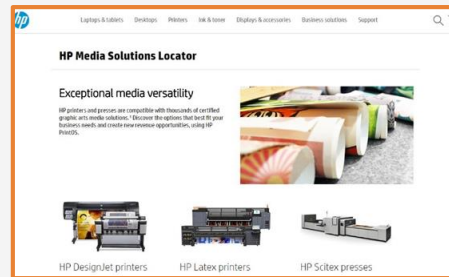 hp
Laptops & tablets Desktops Printers Ink & toner Displays & accessories Business solutions Support
HP Media Solutions Locator
Exceptional media versatility
HP printers and presses are compatible with thousands of certified
graphic arts media solutions.¹ Discover the options that best fit your
business needs and create new revenue opportunities, using HP
PrintOS.
HP DesignJet printers HP Latex printers HP Scitex presses